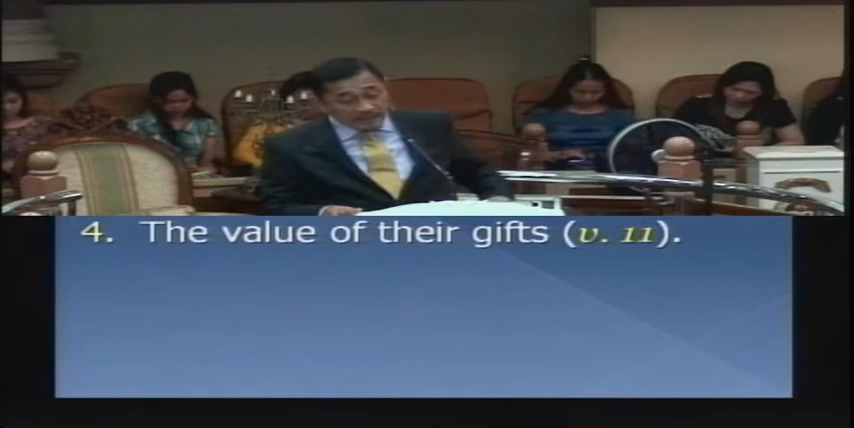 4. The value of their gifts (v. 11).